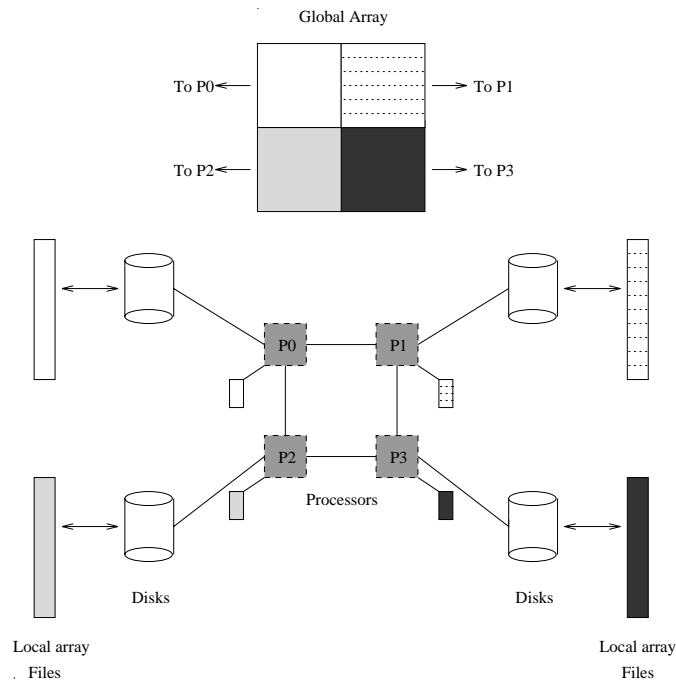 Global Array
To P0 To P1
To P2 To P3
P0 P1
P2 P3
Processors
Disks Disks
Local array Local array
Files Files